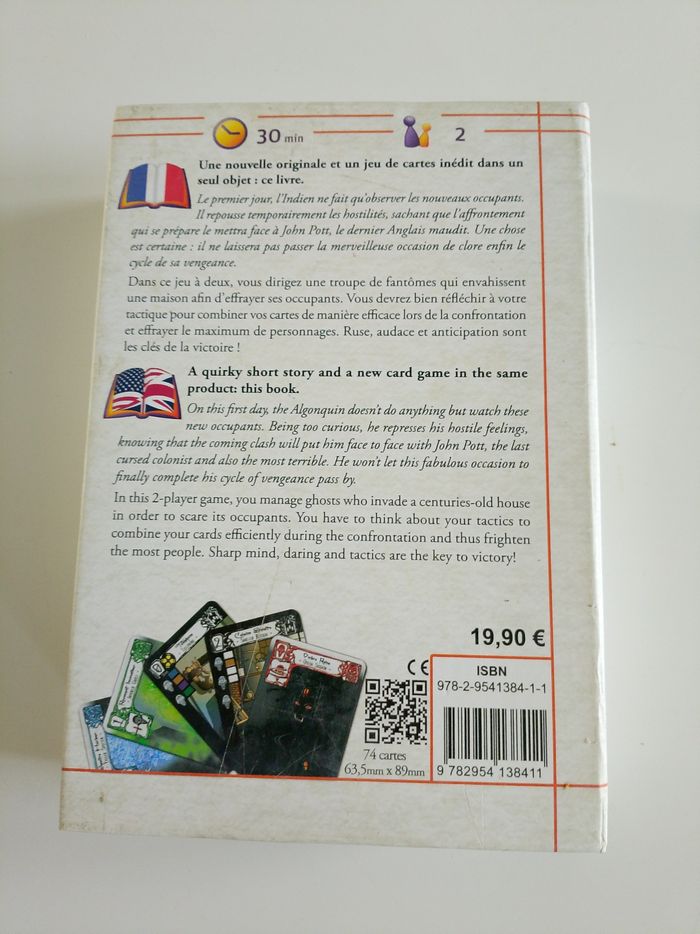 30 min
2
Une nouvelle originale et un jeu de cartes inédit dans un
seul objet : ce livre.
Le premier jour, l'Indien ne fait qu'observer les nouveaux occupants.
Il repousse temporairement les hostilités, sachant que l'affrontement
qui se prépare le mettra face à John Pott, le dernier Anglais maudit. Une chose
est certaine : il ne laissera pas passer la merveilleuse occasion de clore enfin le
cycle de sa vengeance.
Dans ce jeu à deux, vous dirigez une troupe de fantômes qui envahissent
une maison afin d'effrayer ses occupants. Vous devrez bien réfléchir à votre
tactique pour combiner vos cartes de manière efficace lors de la confrontation
et effrayer le maximum de personnages. Ruse, audace et anticipation sont
les clés de la victoire !
A quirky short story and a new card game in the same
product: this book.
On this first day, the Algonquin doesn't do anything but watch these
new occupants. Being too curious, he represses his hostile feelings,
knowing that the coming clash will put him face to face with John Pott, the last
cursed colonist and also the most terrible. He won't let this fabulous occasion to
finally complete his cycle of vengeance pass by.
In this 2-player game, you manage ghosts who invade a centuries-old house
in order to scare its occupants. You have to think about your tactics to
combine your cards efficiently during the confrontation and thus frighten
the most people. Sharp mind, daring and tactics are the key to victory!
19,90 €
CE
ISBN
978-2-9541384-1-1
74 cartes
63,5mm x 89mm
9 782954 138411